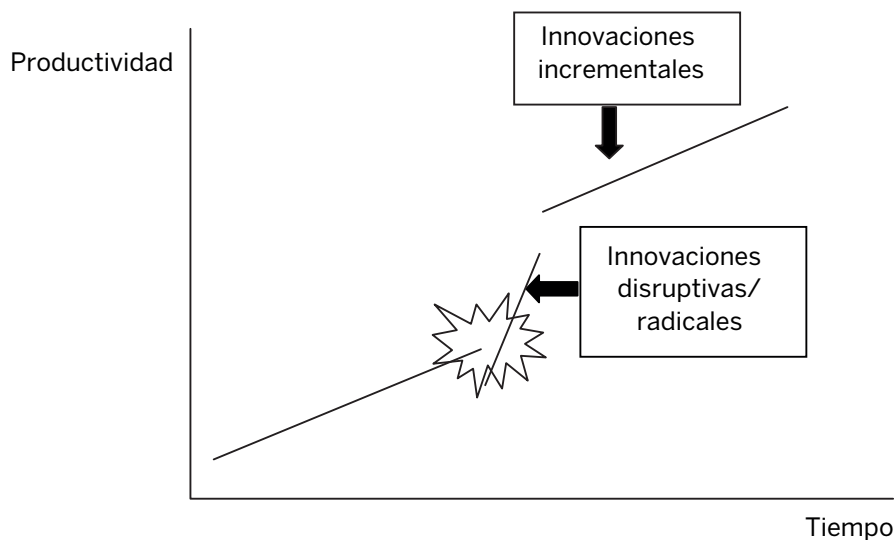 Productividad
Innovaciones
incrementales
Innovaciones
disruptivas/
radicales
Tiempo